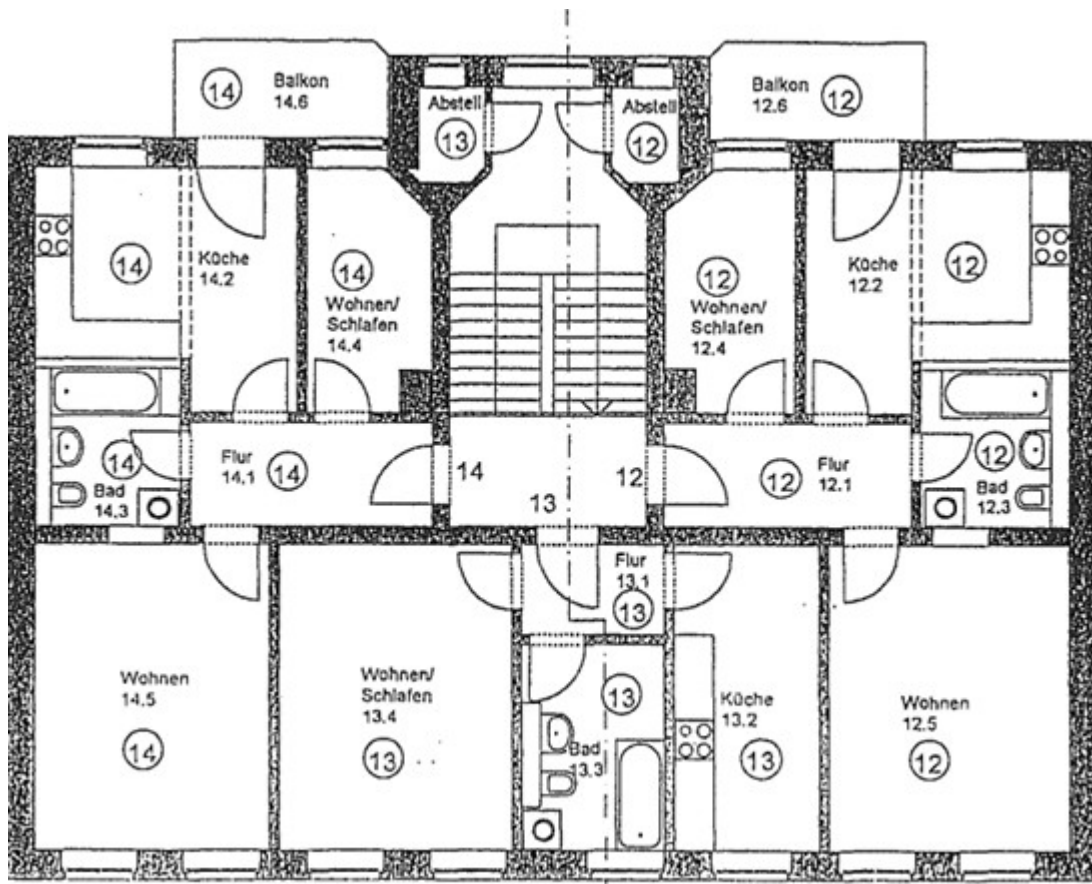 14
Balkon
14.6
Abstell
13
Abstell
12
Balkon
12.6
12
14
Küche
14.2
14
Wohnen/
Schlafen
14.4
12
Wohnen/
Schlafen
12.4
Küche
12.2
12
14
Bad
14.3
Flur
14.1
14
14
13
12
12
Flur
12.1
12
Bad
12.3
Flur
13.1
13
Wohnen
14.5
14
Wohnen/
Schlafen
13.4
13
13
Bad
13.3
Küche
13.2
13
Wohnen
12.5
12